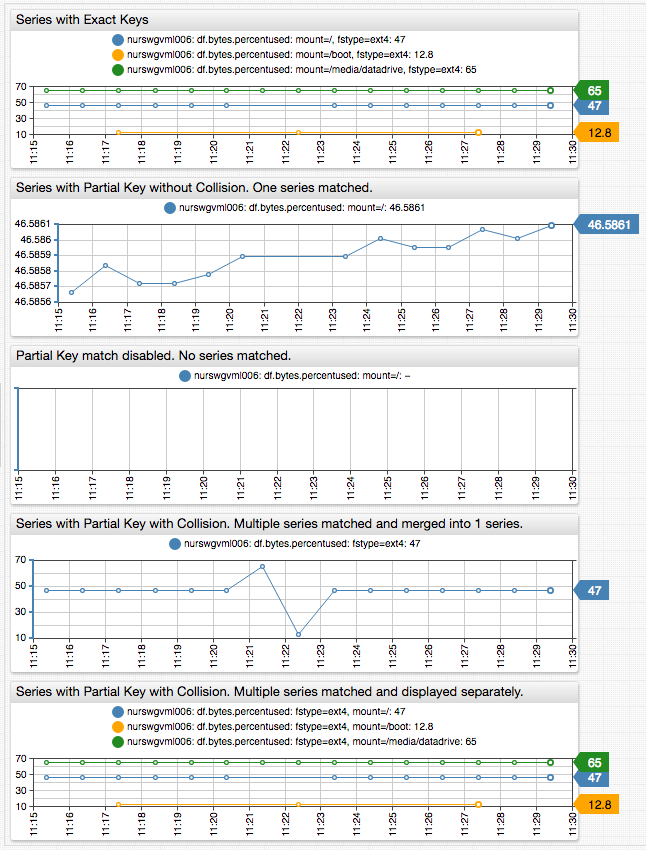 Series with Exact Keys
nurswgvml006: df.bytes.percentused: mount=/, fstype=ext4: 47
nurswgvml006: df.bytes.percentused: mount=/boot, fstype=ext4: 12.8
nurswgvml006: df.bytes.percentused: mount=/media/datadrive, fstype=ext4: 65
70
50
30
10
65
47
12.8
11:15 11:16 11:17 11:18 11:19 11:20 11:21 11:22 11:23 11:24 11:25 11:26 11:27 11:28 11:29 11:30
Series with Partial Key without Collision. One series matched.
nurswgvml006: df.bytes.percentused: mount=/: 46.5861
46.5861
46.586
46.5859
46.5858
46.5857
46.5856
46.5861
11:15 11:16 11:17 11:18 11:19 11:20 11:21 11:22 11:23 11:24 11:25 11:26 11:27 11:28 11:29 11:30
Partial Key match disabled. No series matched.
nurswgvml006: df.bytes.percentused: mount=/: –
11:15 11:16 11:17 11:18 11:19 11:20 11:21 11:22 11:23 11:24 11:25 11:26 11:27 11:28 11:29 11:30
Series with Partial Key with Collision. Multiple series matched and merged into 1 series.
nurswgvml006: df.bytes.percentused: fstype=ext4: 47
70
50
30
10
47
11:15 11:16 11:17 11:18 11:19 11:20 11:21 11:22 11:23 11:24 11:25 11:26 11:27 11:28 11:29 11:30
Series with Partial Key with Collision. Multiple series matched and displayed separately.
nurswgvml006: df.bytes.percentused: fstype=ext4, mount=/: 47
nurswgvml006: df.bytes.percentused: fstype=ext4, mount=/boot: 12.8
nurswgvml006: df.bytes.percentused: fstype=ext4, mount=/media/datadrive: 65
70
50
30
10
65
47
12.8
11:15 11:16 11:17 11:18 11:19 11:20 11:21 11:22 11:23 11:24 11:25 11:26 11:27 11:28 11:29 11:30